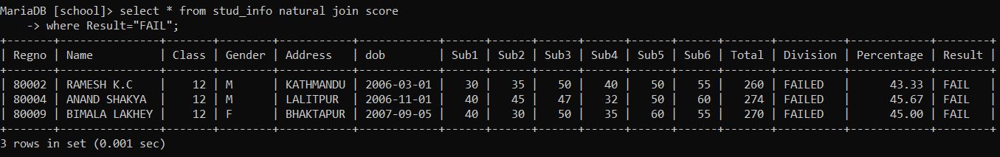 MariaDB [school]> select * from stud_info natural join score
    -> where Result="FAIL";
+-------+---------------+-------+--------+-----------+------------+------+------+------+------+------+------+-------+----------+------------+--------+
| Regno | Name          | Class | Gender | Address   | dob        | Sub1 | Sub2 | Sub3 | Sub4 | Sub5 | Sub6 | Total | Division | Percentage | Result |
+-------+---------------+-------+--------+-----------+------------+------+------+------+------+------+------+-------+----------+------------+--------+
| 80002 | RAMESH K.C    |    12 | M      | KATHMANDU | 2006-03-01 |   30 |   35 |   50 |   40 |   50 |   55 |   260 | FAILED   |      43.33 | FAIL   |
| 80004 | ANAND SHAKYA  |    12 | M      | LALITPUR  | 2006-11-01 |   40 |   45 |   47 |   32 |   50 |   60 |   274 | FAILED   |      45.67 | FAIL   |
| 80009 | BIMALA LAKHEY |    12 | F      | BHAKTAPUR | 2007-09-05 |   40 |   30 |   50 |   35 |   60 |   55 |   270 | FAILED   |      45.00 | FAIL   |
+-------+---------------+-------+--------+-----------+------------+------+------+------+------+------+------+-------+----------+------------+--------+
3 rows in set (0.001 sec)